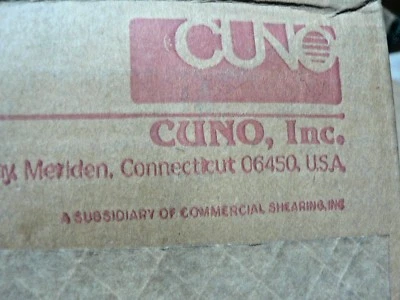 CUNO
CUNO, Inc.
Meriden, Connecticut 06450, U.S.A.
A SUBSIDIARY OF COMMERCIAL SHEARING, INC